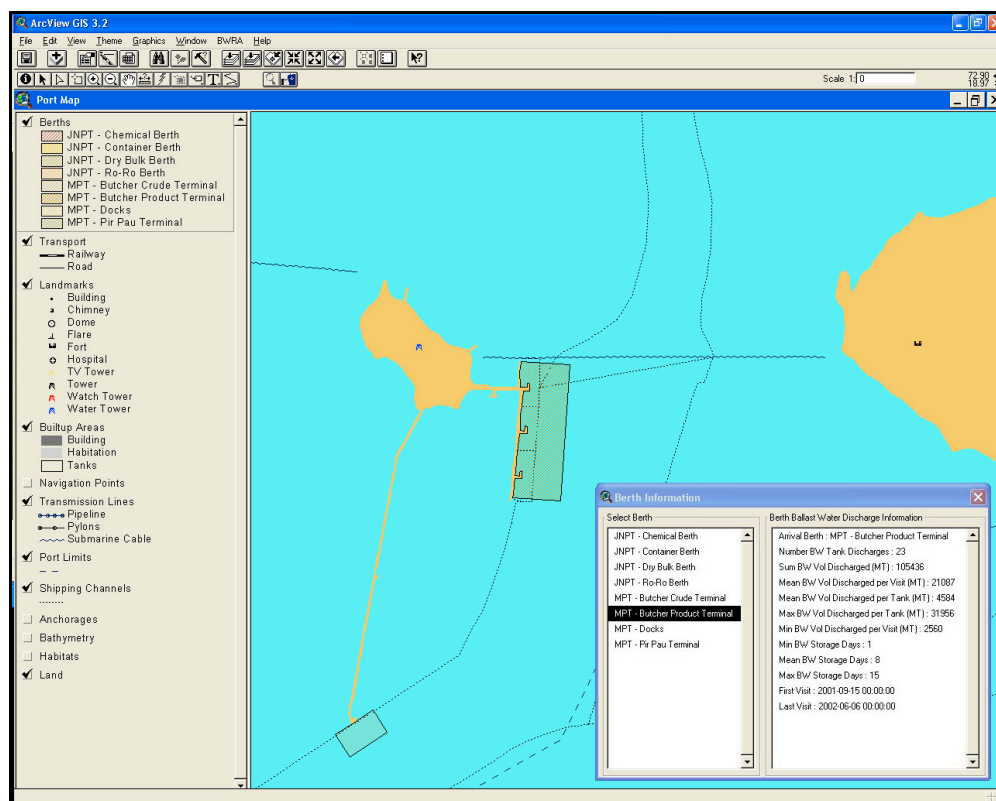 ArcView GIS 3.2
File Edit View Theme Graphics Window BWRA Help
Scale 1: 0
72.90
18.97
Port Map
Berths
JNPT - Chemical Berth
JNPT - Container Berth
JNPT - Dry Bulk Berth
JNPT - Ro-Ro Berth
MPT - Butcher Crude Terminal
MPT - Butcher Product Terminal
MPT - Docks
MPT - Pir Pau Terminal
Transport
Railway
Road
Landmarks
Building
Chimney
Dome
Flare
Fort
Hospital
TV Tower
Tower
Watch Tower
Water Tower
Builtup Areas
Building
Habitation
Tanks
Navigation Points
Transmission Lines
Pipeline
Pylons
Submarine Cable
Port Limits
Shipping Channels
Anchorages
Bathymetry
Habitats
Land
Berth Information
Select Berth
JNPT - Chemical Berth
JNPT - Container Berth
JNPT - Dry Bulk Berth
JNPT - Ro-Ro Berth
MPT - Butcher Crude Terminal
MPT - Butcher Product Terminal
MPT - Docks
MPT - Pir Pau Terminal
Berth Ballast Water Discharge Information
Arrival Berth : MPT - Butcher Product Terminal
Number BW Tank Discharges : 23
Sum BW Vol Discharged (MT) : 105436
Mean BW Vol Discharged per Visit (MT) : 21087
Mean BW Vol Discharged per Tank (MT) : 4584
Max BW Vol Discharged per Tank (MT) : 31956
Min BW Vol Discharged per Visit (MT) : 2560
Min BW Storage Days : 1
Mean BW Storage Days : 8
Max BW Storage Days : 15
First Visit : 2001-09-15 00:00:00
Last Visit : 2002-06-06 00:00:00